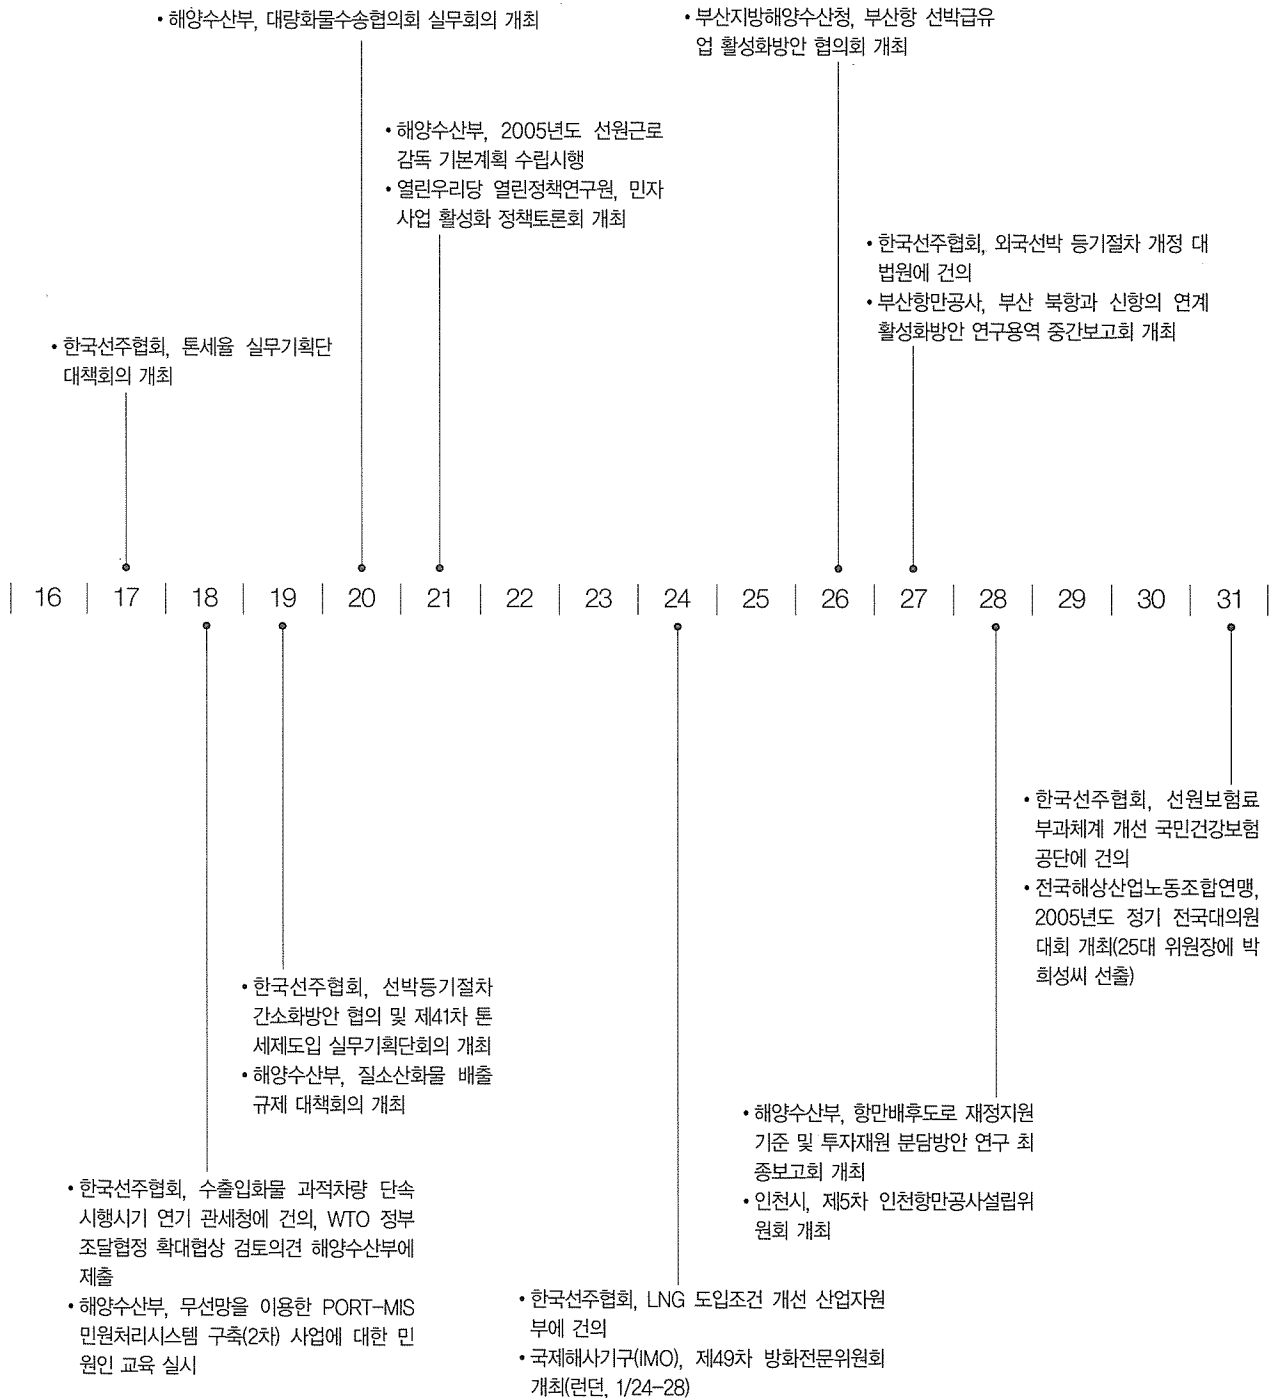 • 해양수산부, 대량화물수송협의회 실무회의 개최
• 부산지방해양수산청, 부산항 선박급유
업 활성화방안 협의회 개최
• 해양수산부, 2005년도 선원근로
감독 기본계획 수립시행
• 열린우리당 열린정책연구원, 민자
사업 활성화 정책토론회 개최
• 한국선주협회, 외국선박 등기절차 개정 대
법원에 건의
• 부산항만공사, 부산 북항과 신항의 연계
활성화방안 연구용역 중간보고회 개최
• 한국선주협회, 톤세율 실무기획단
대책회의 개최
16 17 18 19 20 21 22 23 24 25 26 27 28 29 30 31
• 한국선주협회, 선원보험료
부과체계 개선 국민건강보험
공단에 건의
• 전국해상산업노동조합연맹,
2005년도 정기 전국대의원
대회 개최(25대 위원장에 박
희성씨 선출)
• 한국선주협회, 선박등기절차
간소화방안 협의 및 제41차 톤
세제도입 실무기획단회의 개최
• 해양수산부, 질소산화물 배출
규제 대책회의 개최
• 해양수산부, 항만배후도로 재정지원
기준 및 투자재원 분담방안 연구 최
종보고회 개최
• 인천시, 제5차 인천항만공사설립위
원회 개최
• 한국선주협회, 수출입화물 과적차량 단속
시행시기 연기 관세청에 건의, WTO 정부
조달협정 확대협상 검토의견 해양수산부에
제출
• 해양수산부, 무선망을 이용한 PORT-MIS
민원처리시스템 구축(2차) 사업에 대한 민
원인 교육 실시
• 한국선주협회, LNG 도입조건 개선 산업자원
부에 건의
• 국제해사기구(IMO), 제49차 방화전문위원회
개최(런던, 1/24-28)